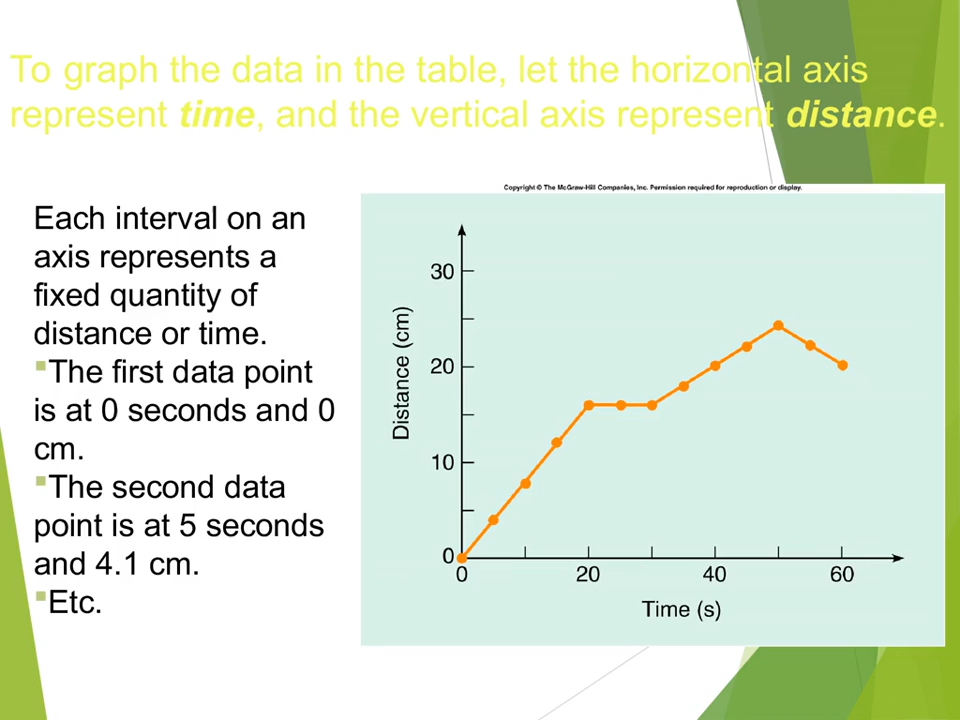 To graph the data in the table, let the horizontal axis
represent time, and the vertical axis represent distance.
Copyright © The McGraw-Hill Companies, Inc. Permission required for reproduction or display.
Each interval on an
axis represents a
fixed quantity of
distance or time.
▪The first data point
is at 0 seconds and 0
cm.
▪The second data
point is at 5 seconds
and 4.1 cm.
▪Etc.
Distance (cm)
30
20
10
0
0 20 40 60
Time (s)